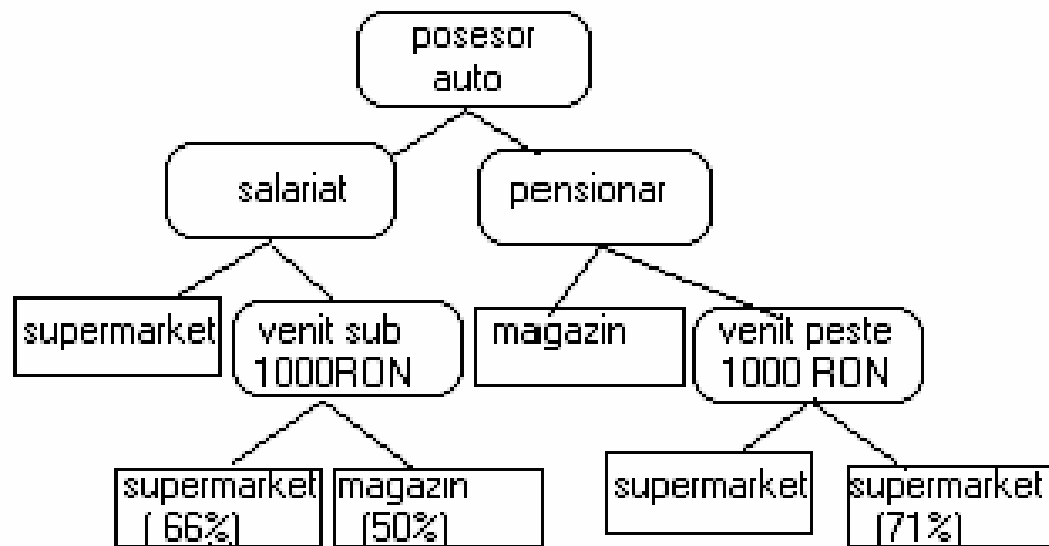 posesor
auto
salariat
pensionar
supermarket
venit sub
1000RON
magazin
venit peste
1000 RON
supermarket
( 66%)
magazin
(50%)
supermarket
supermarket
(71%)